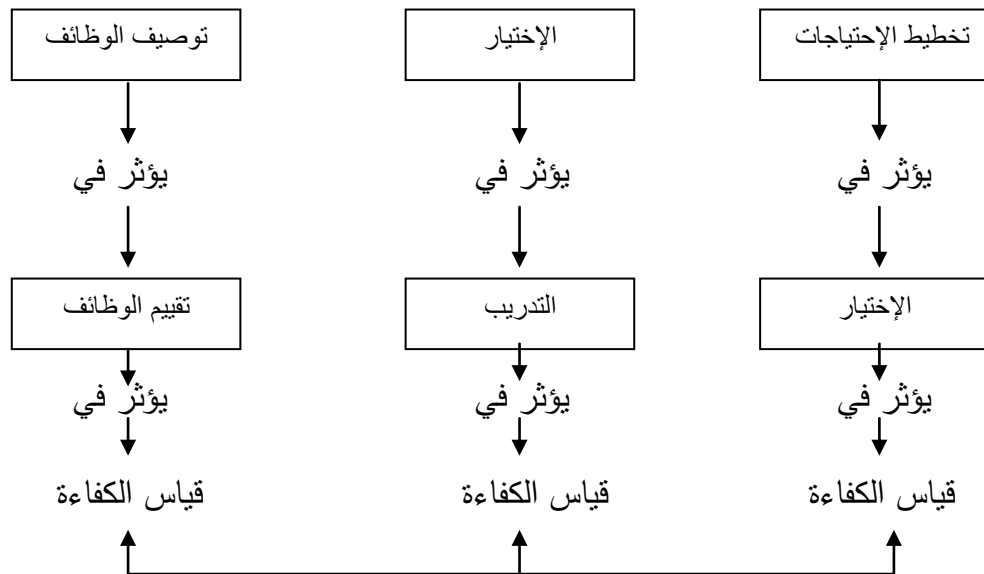 تخطيط الإحتياجات
الإختيار
توصيف الوظائف
يؤثر في
يؤثر في
يؤثر في
الإختيار
التدريب
تقييم الوظائف
يؤثر في
يؤثر في
يؤثر في
قياس الكفاءة
قياس الكفاءة
قياس الكفاءة